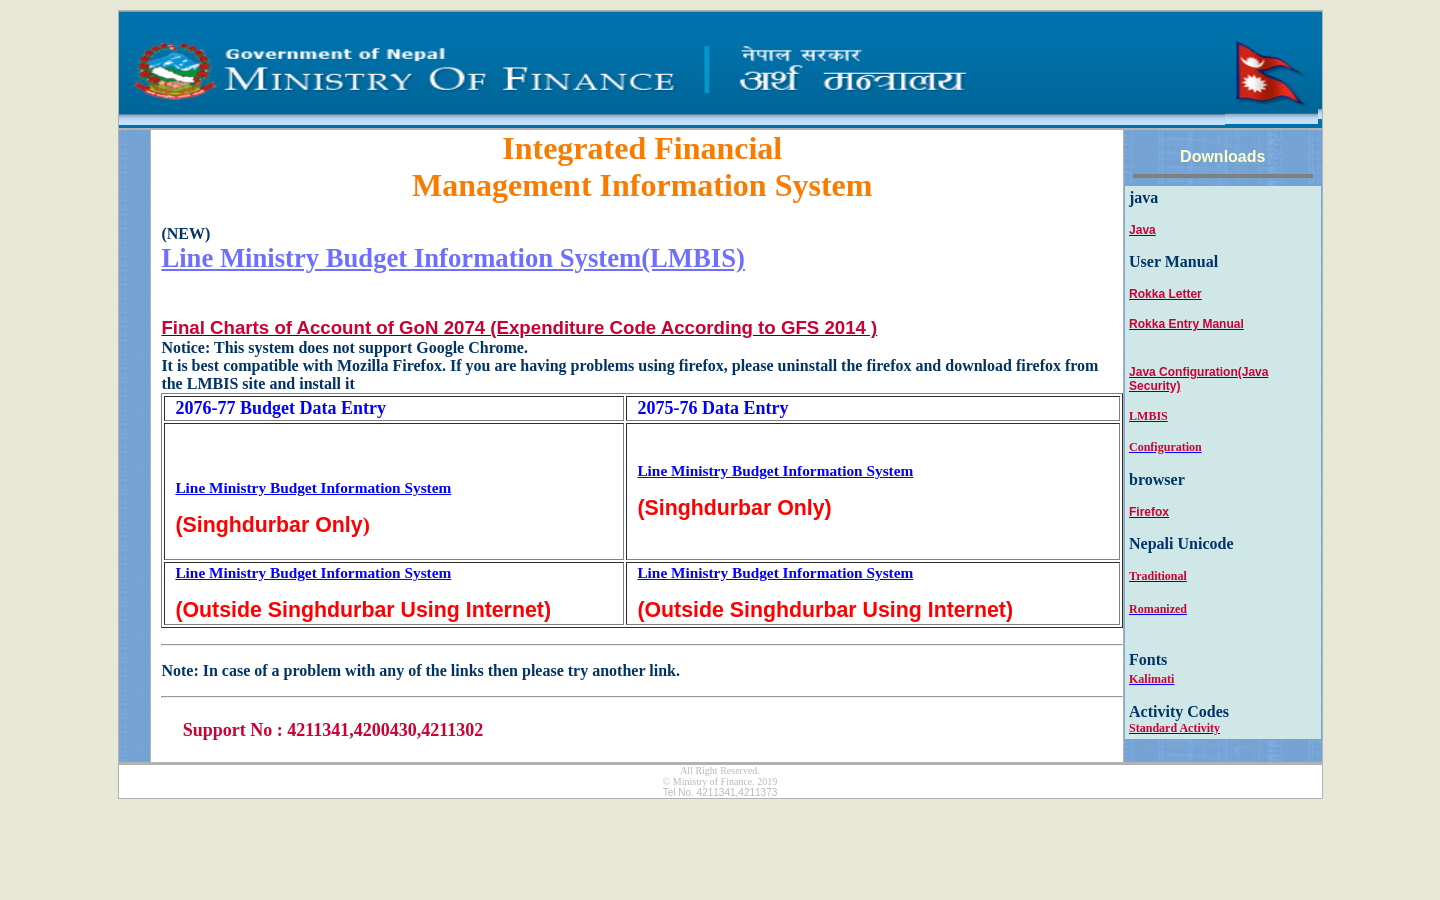 Government of Nepal
MINISTRY OF FINANCE
नेपाल सरकार
अर्थ मन्त्रालय
Integrated Financial
Management Information System
(NEW)
Line Ministry Budget Information System(LMBIS)
Final Charts of Account of GoN 2074 (Expenditure Code According to GFS 2014 )
Notice: This system does not support Google Chrome.
It is best compatible with Mozilla Firefox. If you are having problems using firefox, please uninstall the firefox and download firefox from
the LMBIS site and install it
2076-77 Budget Data Entry
2075-76 Data Entry
Line Ministry Budget Information System
(Singhdurbar Only)
Line Ministry Budget Information System
(Singhdurbar Only)
Line Ministry Budget Information System
(Outside Singhdurbar Using Internet)
Line Ministry Budget Information System
(Outside Singhdurbar Using Internet)
Note: In case of a problem with any of the links then please try another link.
Support No : 4211341,4200430,4211302
Downloads
java
Java
User Manual
Rokka Letter
Rokka Entry Manual
Java Configuration(Java
Security)
LMBIS
Configuration
browser
Firefox
Nepali Unicode
Traditional
Romanized
Fonts
Kalimati
Activity Codes
Standard Activity
All Right Reserved.
© Ministry of Finance. 2019
Tel No. 4211341,4211373